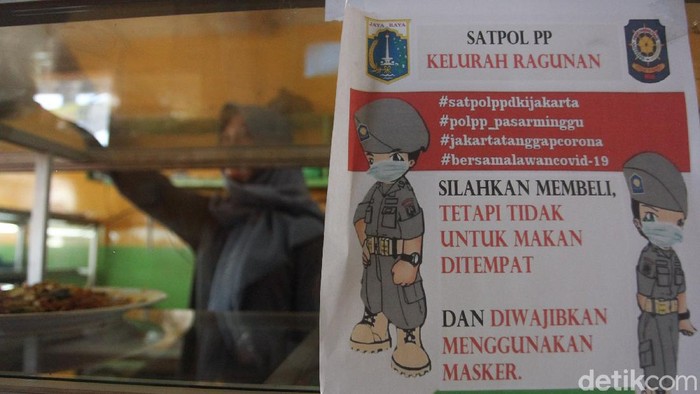 JAYA RAYA
SATPOL PP
KELURAH RAGUNAN
#satpolppdkijakarta
#polpp_pasarminggu
#jakartatanggapcorona
#bersamalawancovid-19
SILAHKAN MEMBELI,
TETAPI TIDAK
UNTUK MAKAN
DITEMPAT
DAN DIWAJIBKAN
MENGGUNAKAN
MASKER.
detikcom